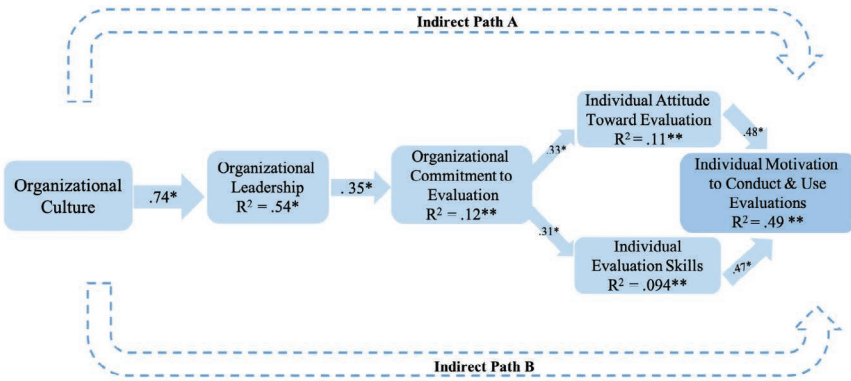 Indirect Path A
Organizational
Culture
.74*
Organizational
Leadership
R² = .54*
. 35*
Organizational
Commitment to
Evaluation
R² = .12**
.33*
Individual Attitude
Toward Evaluation
R² = .11**
.48*
.31*
Individual
Evaluation Skills
R² = .094**
.47*
Individual Motivation
to Conduct & Use
Evaluations
R² = .49 **
Indirect Path B